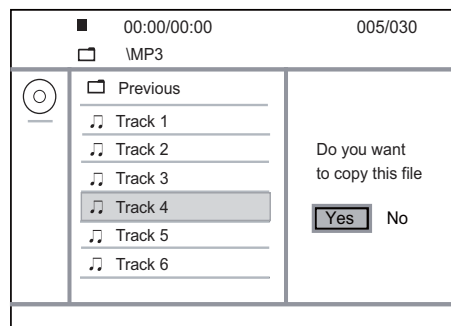 00:00/00:00 005/030
\MP3
Previous
Track 1
Track 2
Track 3
Track 4
Track 5
Track 6
Do you want
to copy this file
Yes No